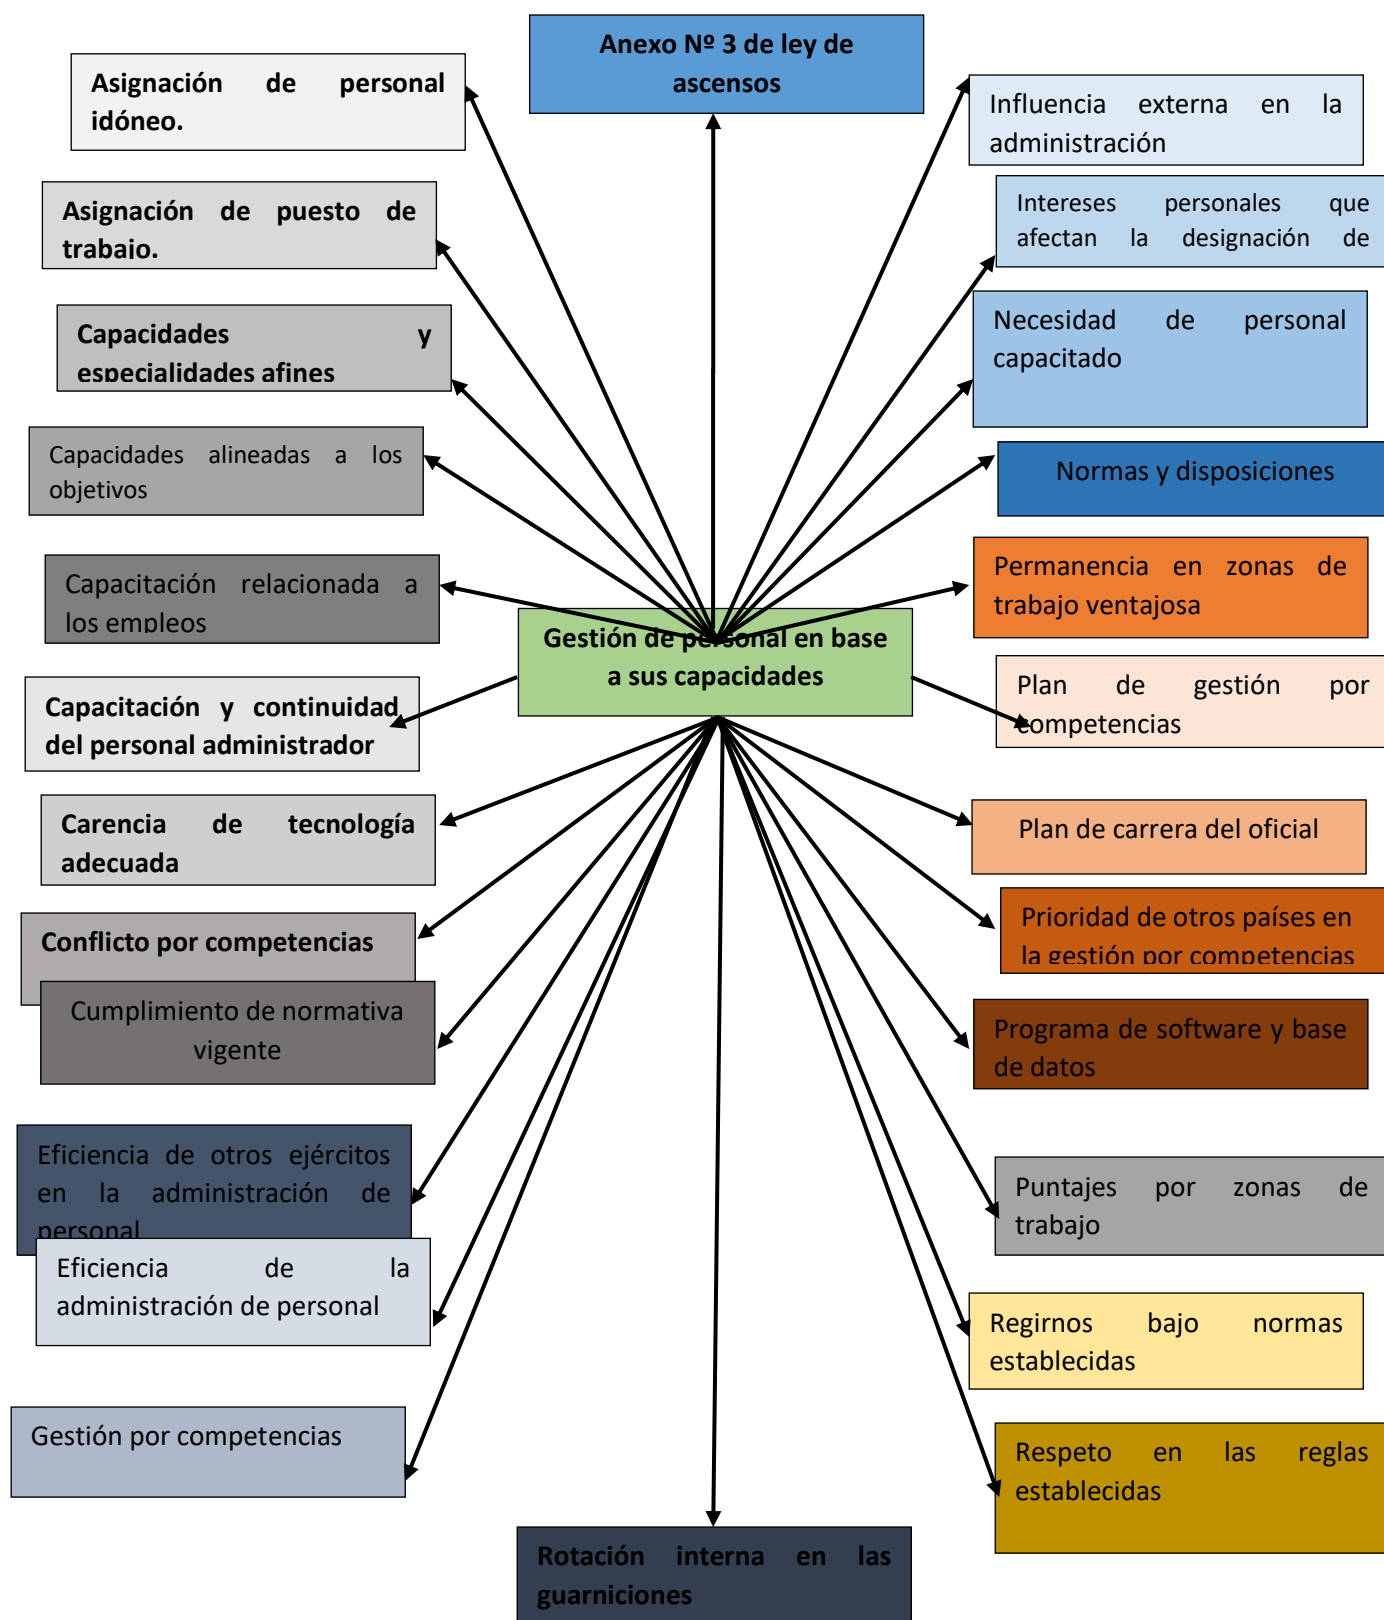 Anexo Nº 3 de ley de
ascensos
Asignación de personal
idóneo.
Asignación de puesto de
trabajo.
Capacidades y
especialidades afines
Capacidades alineadas a los
objetivos
Capacitación relacionada a
los empleos
Capacitación y continuidad
del personal administrador
Carencia de tecnología
adecuada
Conflicto por competencias
Cumplimiento de normativa
vigente
Eficiencia de otros ejércitos
en la administración de
personal
Eficiencia de la
administración de personal
Gestión por competencias
Gestión de personal en base
a sus capacidades
Influencia externa en la
administración
Intereses personales que
afectan la designación de
Necesidad de personal
capacitado
Normas y disposiciones
Permanencia en zonas de
trabajo ventajosa
Plan de gestión por
competencias
Plan de carrera del oficial
Prioridad de otros países en
la gestión por competencias
Programa de software y base
de datos
Puntajes por zonas de
trabajo
Regirnos bajo normas
establecidas
Respeto en las reglas
establecidas
Rotación interna en las
guarniciones